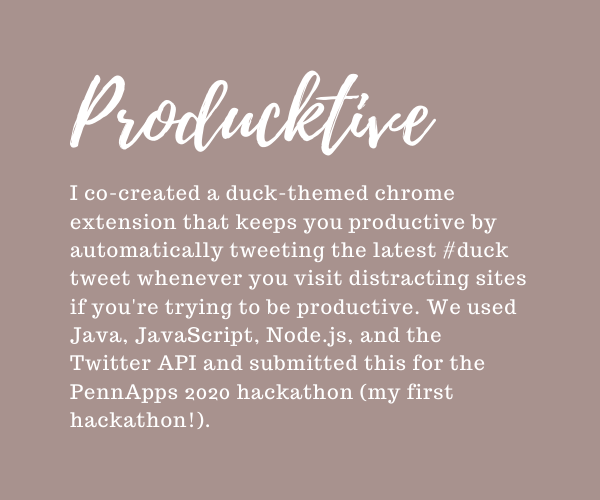 Producktive
I co-created a duck-themed chrome
extension that keeps you productive by
automatically tweeting the latest #duck
tweet whenever you visit distracting sites
if you're trying to be productive. We used
Java, JavaScript, Node.js, and the
Twitter API and submitted this for the
PennApps 2020 hackathon (my first
hackathon!).